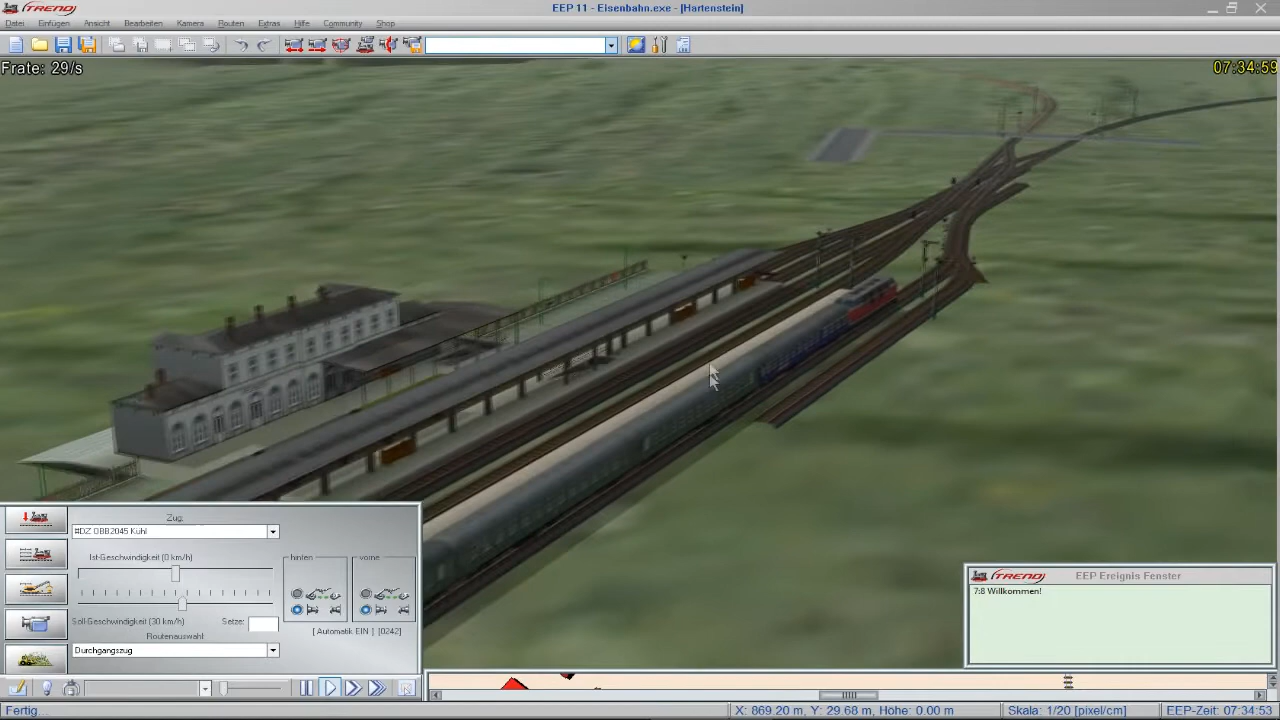 TREND
EEP 11 - Eisenbahn.exe - [Hartenstein]
Datei Einfügen Ansicht Bearbeiten Kamera Routen Extras Hilfe Community Shop
Frate: 29/s
07:34:59
Zug:
#DZ ÖBB2045 Kühl
Ist-Geschwindigkeit (0 km/h)
hinten
vorne
Soll-Geschwindigkeit (30 km/h)
Setze:
[ Automatik EIN ] [0242]
Routenauswahl:
Durchgangszug
TREND
EEP Ereignis Fenster
7:8 Willkommen!
Fertig...
X: 869.20 m, Y: 29.68 m, Höhe: 0.00 m
Skala: 1/20 [pixel/cm]
EEP-Zeit: 07:34:53